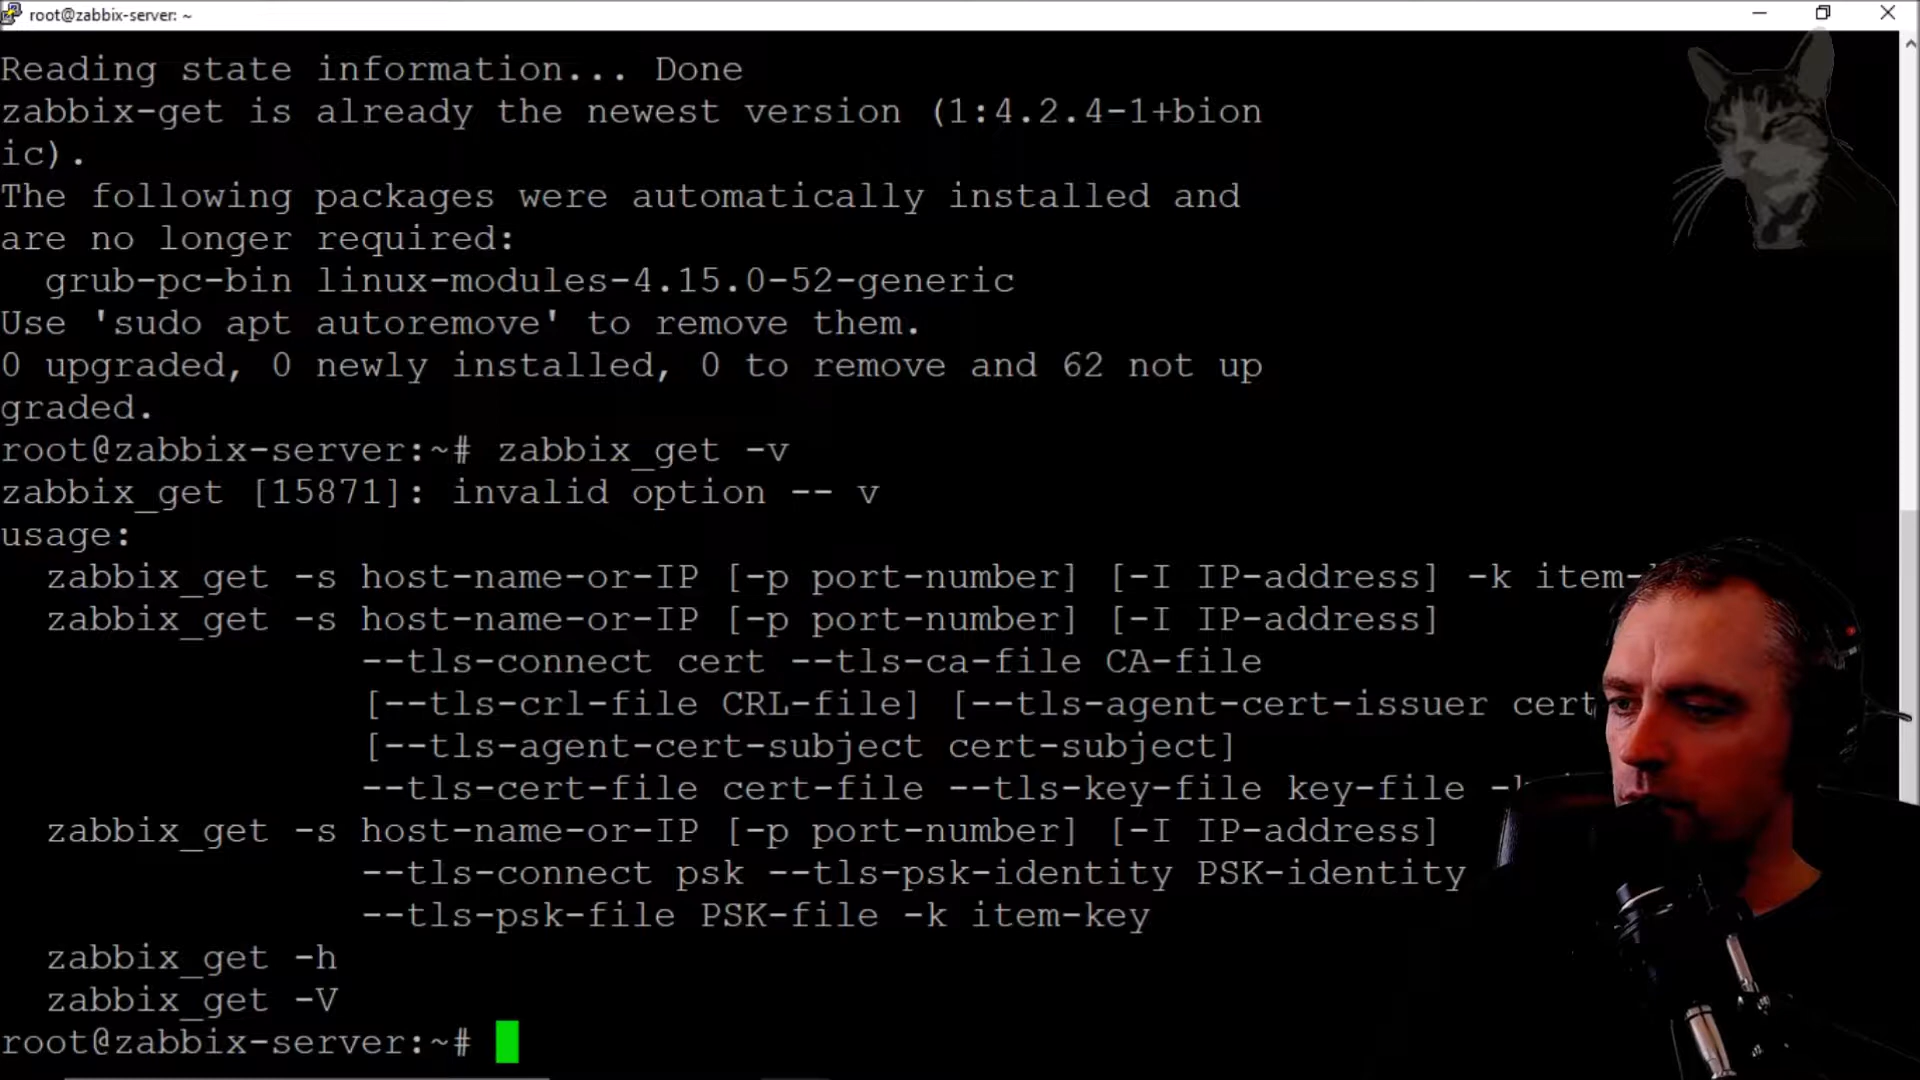 root@zabbix-server: ~
Reading state information... Done
zabbix-get is already the newest version (1:4.2.4-1+bion
ic).
The following packages were automatically installed and
are no longer required:
  grub-pc-bin linux-modules-4.15.0-52-generic
Use 'sudo apt autoremove' to remove them.
0 upgraded, 0 newly installed, 0 to remove and 62 not up
graded.
root@zabbix-server:~# zabbix_get -v
zabbix_get [15871]: invalid option -- v
usage:
  zabbix_get -s host-name-or-IP [-p port-number] [-I IP-address] -k item-
  zabbix_get -s host-name-or-IP [-p port-number] [-I IP-address]
                --tls-connect cert --tls-ca-file CA-file
                [--tls-crl-file CRL-file] [--tls-agent-cert-issuer cert
                [--tls-agent-cert-subject cert-subject]
                --tls-cert-file cert-file --tls-key-file key-file
  zabbix_get -s host-name-or-IP [-p port-number] [-I IP-address]
                --tls-connect psk --tls-psk-identity PSK-identity
                --tls-psk-file PSK-file -k item-key
  zabbix_get -h
  zabbix_get -V
root@zabbix-server:~#